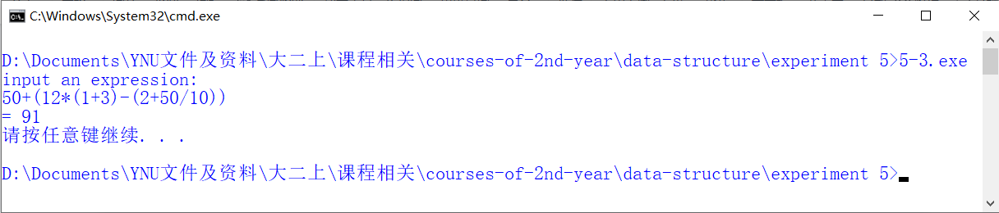 C:\Windows\System32\cmd.exe
D:\Documents\YNU文件及资料\大二上\课程相关\courses-of-2nd-year\data-structure\experiment 5>5-3.exe
input an expression:
50+(12*(1+3)-(2+50/10))
= 91
请按任意键继续. . .
D:\Documents\YNU文件及资料\大二上\课程相关\courses-of-2nd-year\data-structure\experiment 5>